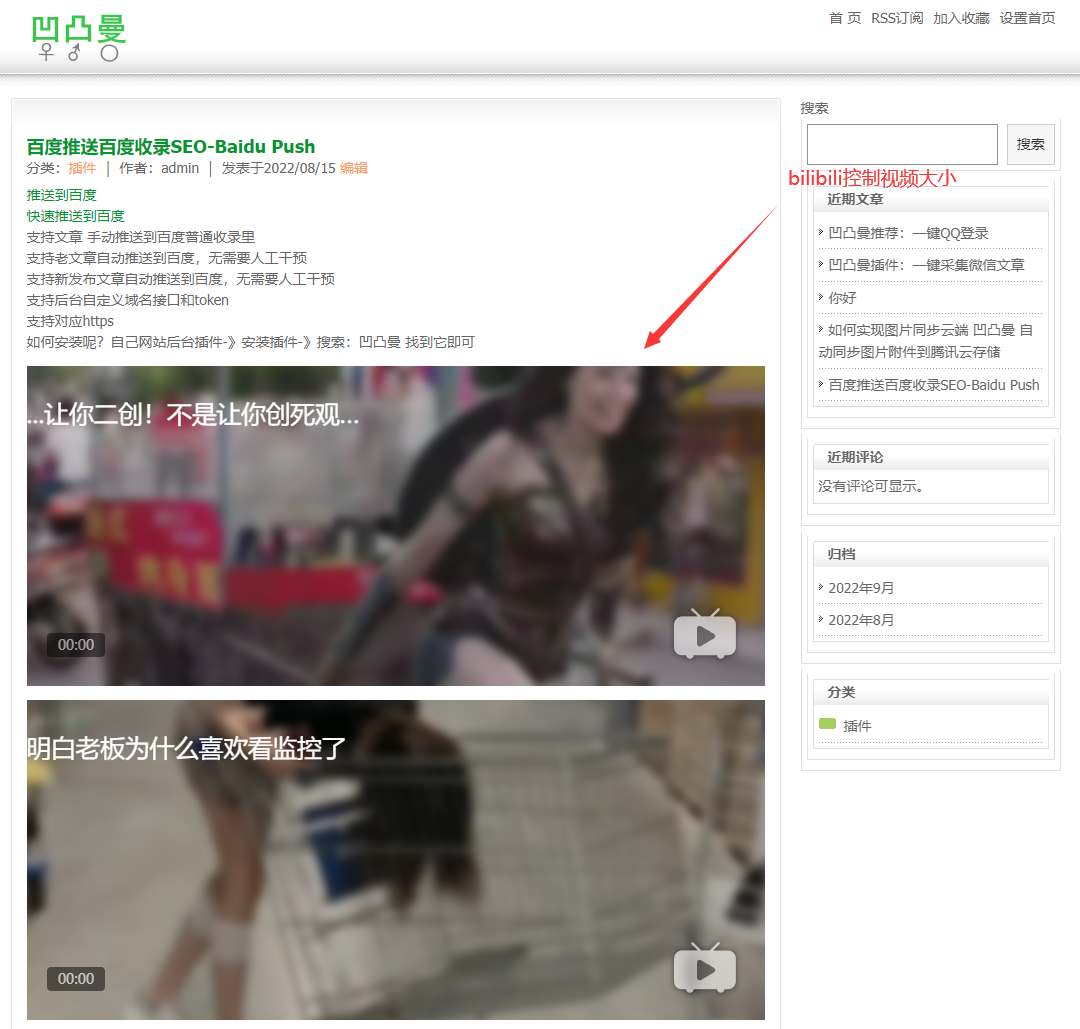 凹凸曼
首 页 RSS订阅 加入收藏 设置首页
百度推送百度收录SEO-Baidu Push
分类：插件 │ 作者：admin │ 发表于2022/08/15 编辑
推送到百度
快速推送到百度
支持文章 手动推送到百度普通收录里
支持老文章自动推送到百度，无需要人工干预
支持新发布文章自动推送到百度，无需要人工干预
支持后台自定义域名接口和token
支持对应https
如何安装呢？自己网站后台插件-》安装插件-》搜索：凹凸曼 找到它即可
...让你二创！不是让你创死观...
00:00
明白老板为什么喜欢看监控了
00:00
搜索
搜索
bilibili控制视频大小
近期文章
凹凸曼推荐：一键QQ登录
凹凸曼插件：一键采集微信文章
你好
如何实现图片同步云端 凹凸曼 自
动同步图片附件到腾讯云存储
百度推送百度收录SEO-Baidu Push
近期评论
没有评论可显示。
归档
2022年9月
2022年8月
分类
插件